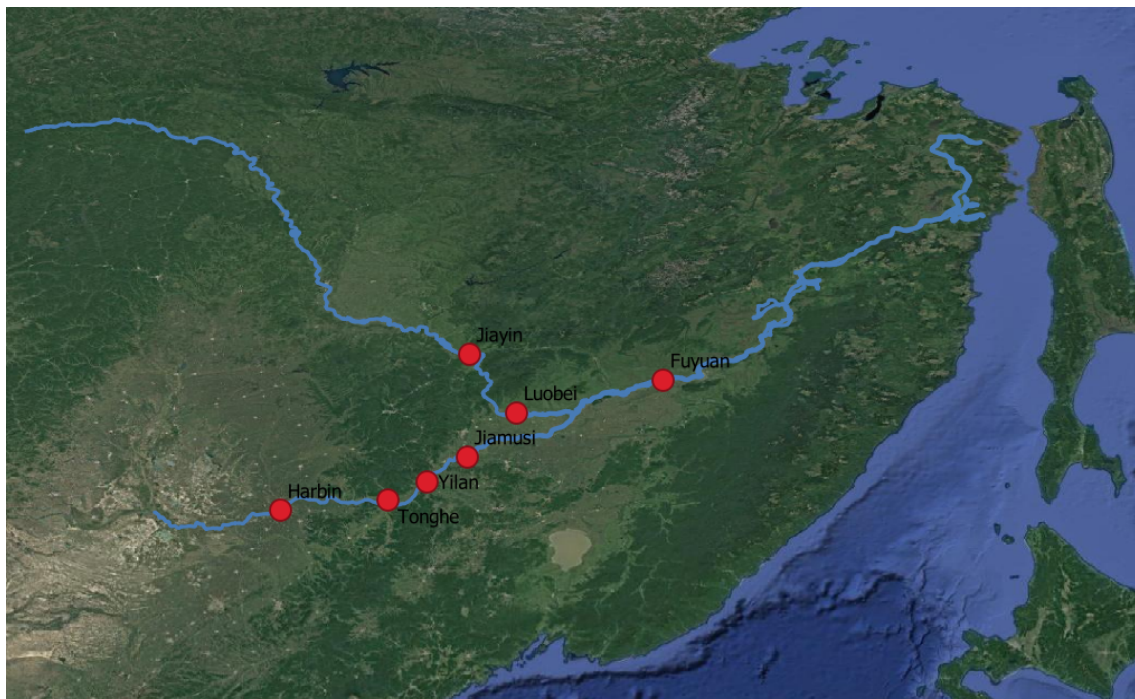 Jiayin
Fuyuan
Luobei
Jiamusi
Yilan
Harbin
Tonghe